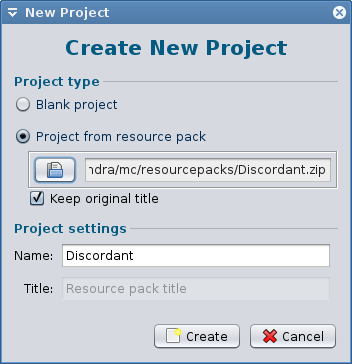 New Project
Create New Project
Project type
Blank project
Project from resource pack
ndra/mc/resourcepacks/Discordant.zip
Keep original title
Project settings
Name: Discordant
Title: Resource pack title
Create Cancel